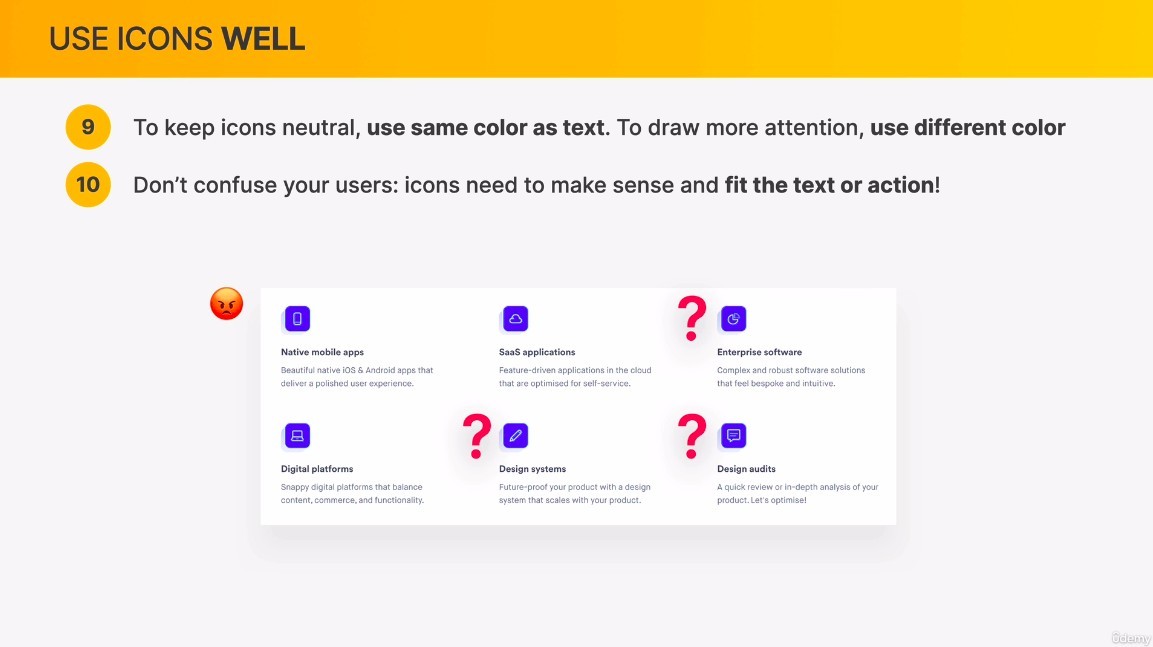 USE ICONS WELL
9 To keep icons neutral, use same color as text. To draw more attention, use different color
10 Don’t confuse your users: icons need to make sense and fit the text or action!
?
Native mobile apps
Beautiful native iOS & Android apps that
deliver a polished user experience.
SaaS applications
Feature-driven applications in the cloud
that are optimised for self-service.
Enterprise software
Complex and robust software solutions
that feel bespoke and intuitive.
? ?
Digital platforms
Snappy digital platforms that balance
content, commerce, and functionality.
Design systems
Future-proof your product with a design
system that scales with your product.
Design audits
A quick review or in-depth analysis of your
product. Let's optimise!
ûdemy